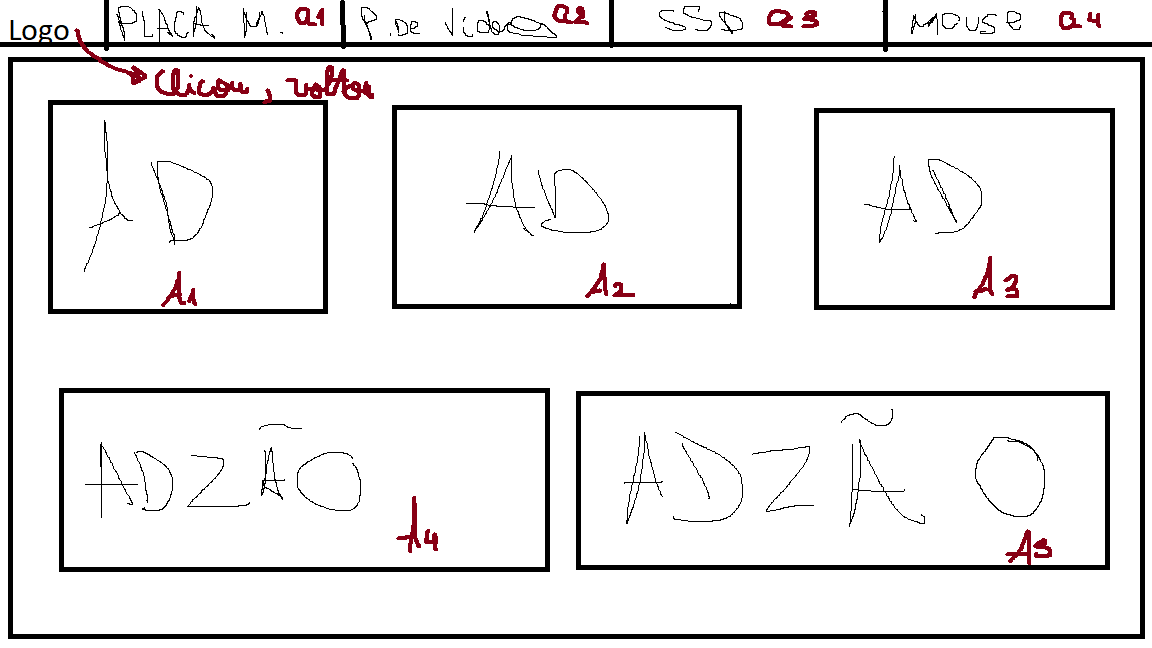 Logo PLACA M. a1 P. De Video a2 SSD a3 MOUSE a4
Clicou, voltou
AD AD AD
A1 A2 A3
ADZÃO ADZÃO
A4 A5